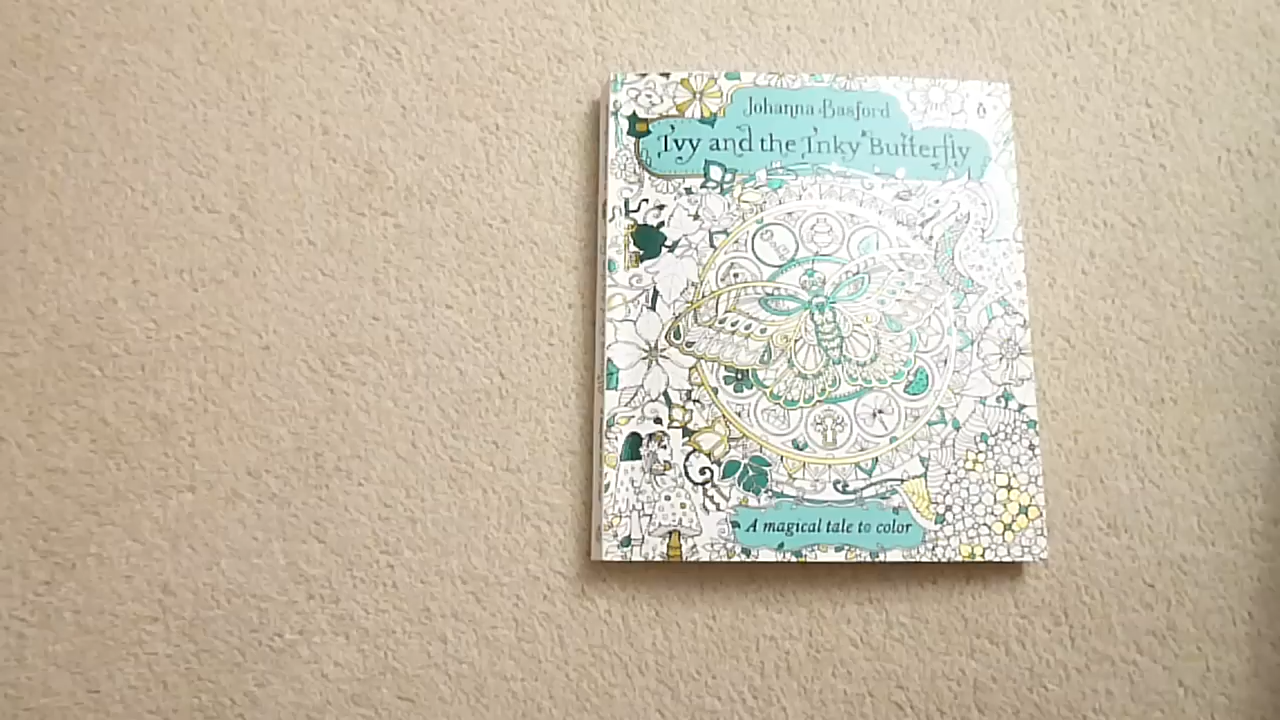 Johanna Basford
Ivy and the Inky Butterfly
A magical tale to color